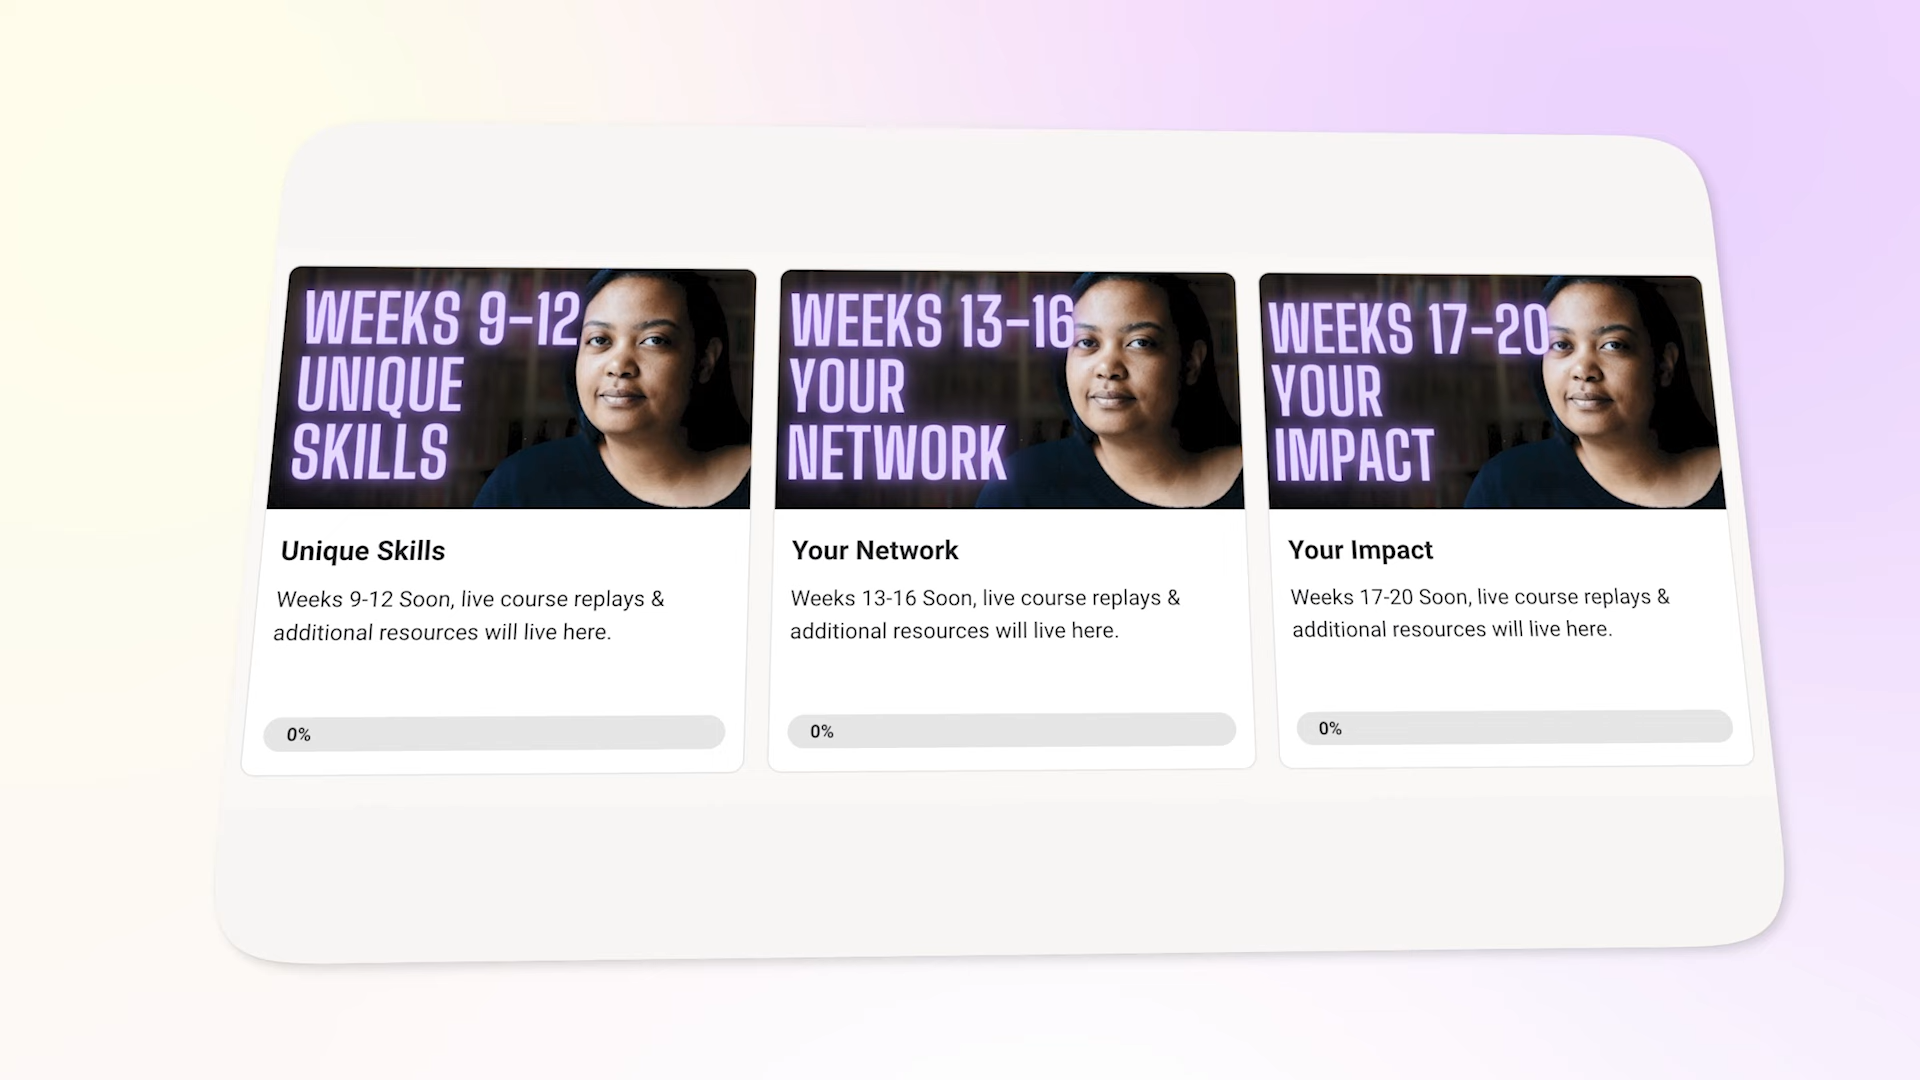 WEEKS 9-12
UNIQUE
SKILLS
Unique Skills
Weeks 9-12 Soon, live course replays &
additional resources will live here.
0%
WEEKS 13-16
YOUR
NETWORK
Your Network
Weeks 13-16 Soon, live course replays &
additional resources will live here.
0%
WEEKS 17-20
YOUR
IMPACT
Your Impact
Weeks 17-20 Soon, live course replays &
additional resources will live here.
0%